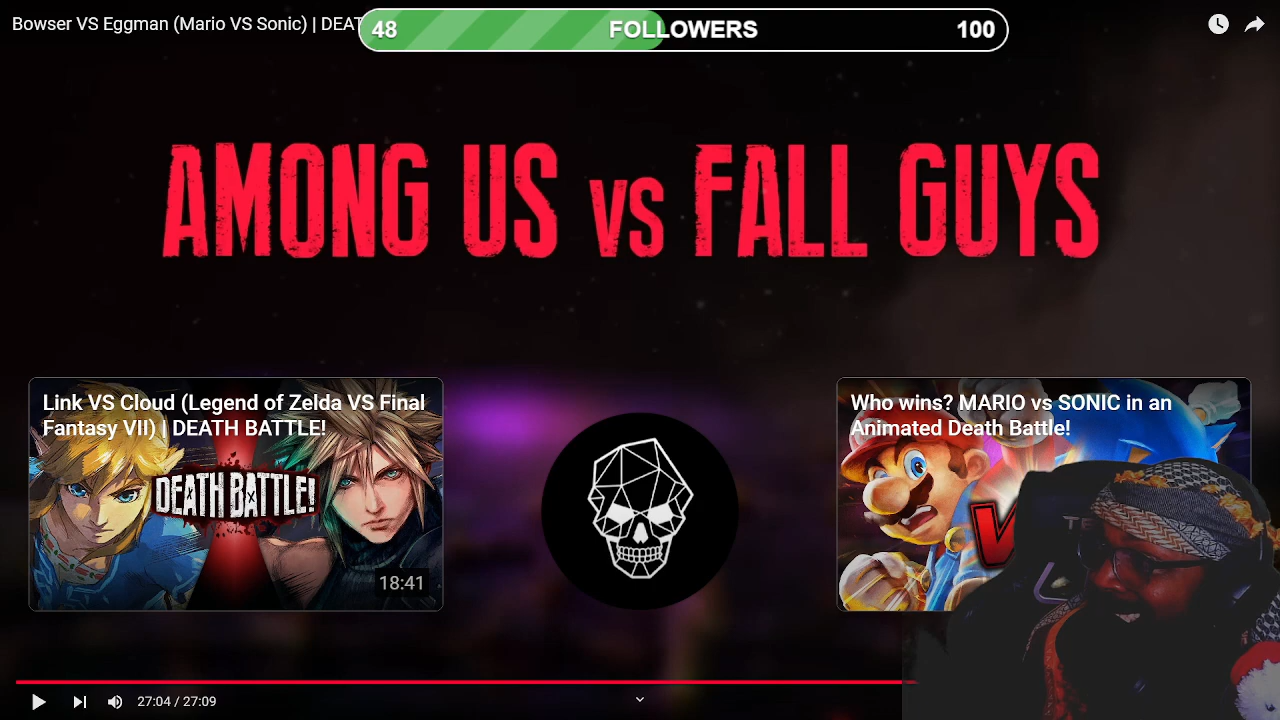 Bowser VS Eggman (Mario VS Sonic) | DEAT
48 FOLLOWERS 100
AMONG US VS FALL GUYS
Link VS Cloud (Legend of Zelda VS Final
Fantasy VII) | DEATH BATTLE!
DEATH BATTLE!
18:41
Who wins? MARIO vs SONIC in an
Animated Death Battle!
27:04 / 27:09